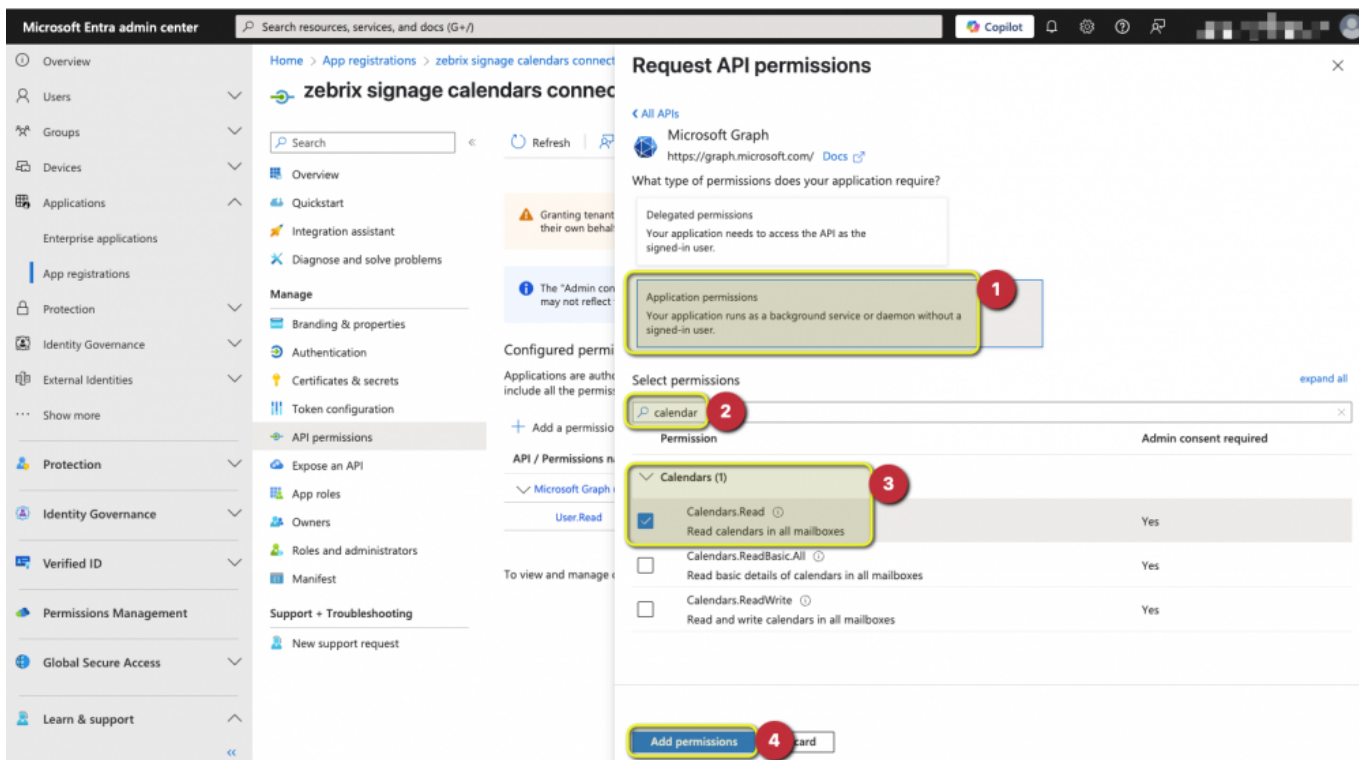 Microsoft Entra admin center
Search resources, services, and docs (G+/)
Copilot
Overview
Users
Groups
Devices
Applications
Enterprise applications
App registrations
Protection
Identity Governance
External Identities
Show more
Protection
Identity Governance
Verified ID
Permissions Management
Global Secure Access
Learn & support
Home > App registrations > zebrix signage calendars connect
zebrix signage calendars connec
Search
Overview
Quickstart
Integration assistant
Diagnose and solve problems
Manage
Branding & properties
Authentication
Certificates & secrets
Token configuration
API permissions
Expose an API
App roles
Owners
Roles and administrators
Manifest
Support + Troubleshooting
New support request
Refresh
Granting tenant
their own behal
The "Admin con
may not reflect
Configured permi
Applications are autho
include all the permiss
Add a permissio
API / Permissions n
Microsoft Graph
User.Read
To view and manage
Request API permissions
All APIs
Microsoft Graph
https://graph.microsoft.com/ Docs
What type of permissions does your application require?
Delegated permissions
Your application needs to access the API as the
signed-in user.
Application permissions
Your application runs as a background service or daemon without a
signed-in user.
1
Select permissions
expand all
calendar
2
Permission
Admin consent required
Calendars (1)
3
Calendars.Read
Read calendars in all mailboxes
Yes
Calendars.ReadBasic.All
Read basic details of calendars in all mailboxes
Yes
Calendars.ReadWrite
Read and write calendars in all mailboxes
Yes
Add permissions
4
card